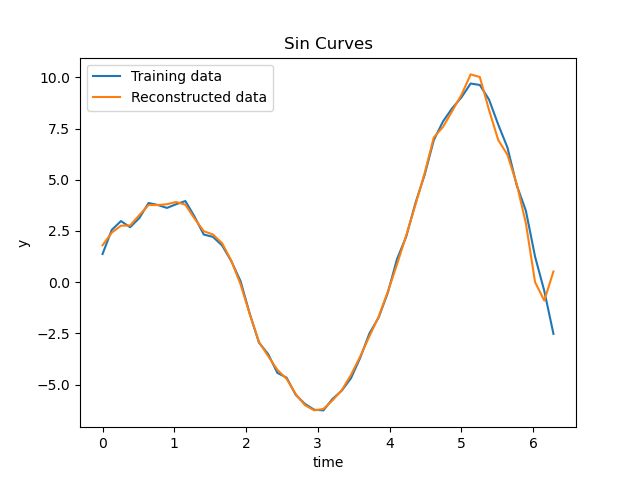 Sin Curves
Training data
Reconstructed data
10.0
7.5
5.0
2.5
0.0
−2.5
−5.0
y
0 1 2 3 4 5 6
time